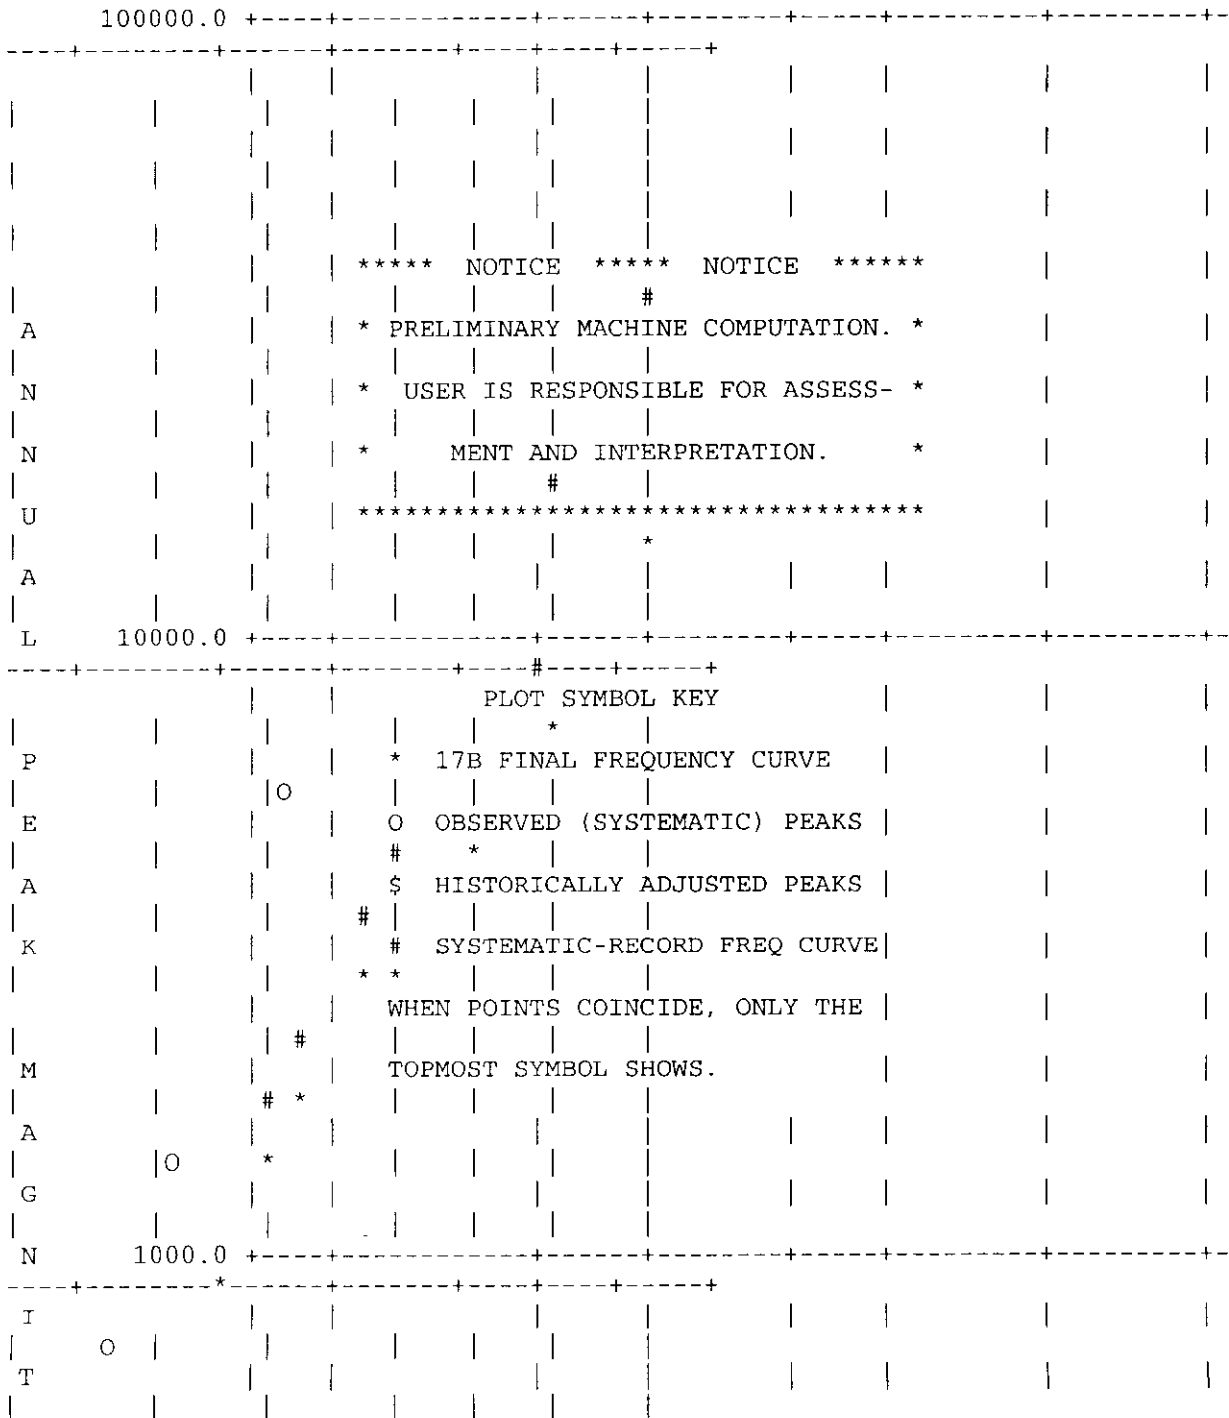 100000.0 +----+-------------+------+---------+-----+----------+----------+-
----+---------+------+-------+----+----+-----+
***** NOTICE ***** NOTICE ******
#
A * PRELIMINARY MACHINE COMPUTATION. *
N * USER IS RESPONSIBLE FOR ASSESS- *
N * MENT AND INTERPRETATION. *
#
U ************************************
*
A
L 10000.0 +----+-------------+------+---------+-----+----------+----------+-
----+---------+------+-------+----#----+-----+
PLOT SYMBOL KEY
*
P * 17B FINAL FREQUENCY CURVE
O
E O OBSERVED (SYSTEMATIC) PEAKS
# *
A $ HISTORICALLY ADJUSTED PEAKS
#
K # SYSTEMATIC-RECORD FREQ CURVE
* *
WHEN POINTS COINCIDE, ONLY THE
#
M TOPMOST SYMBOL SHOWS.
# *
A
O *
G
N 1000.0 +----+-------------+------+---------+-----+----------+----------+-
----+---------*------+-------+----+----+-----+
I
O
T